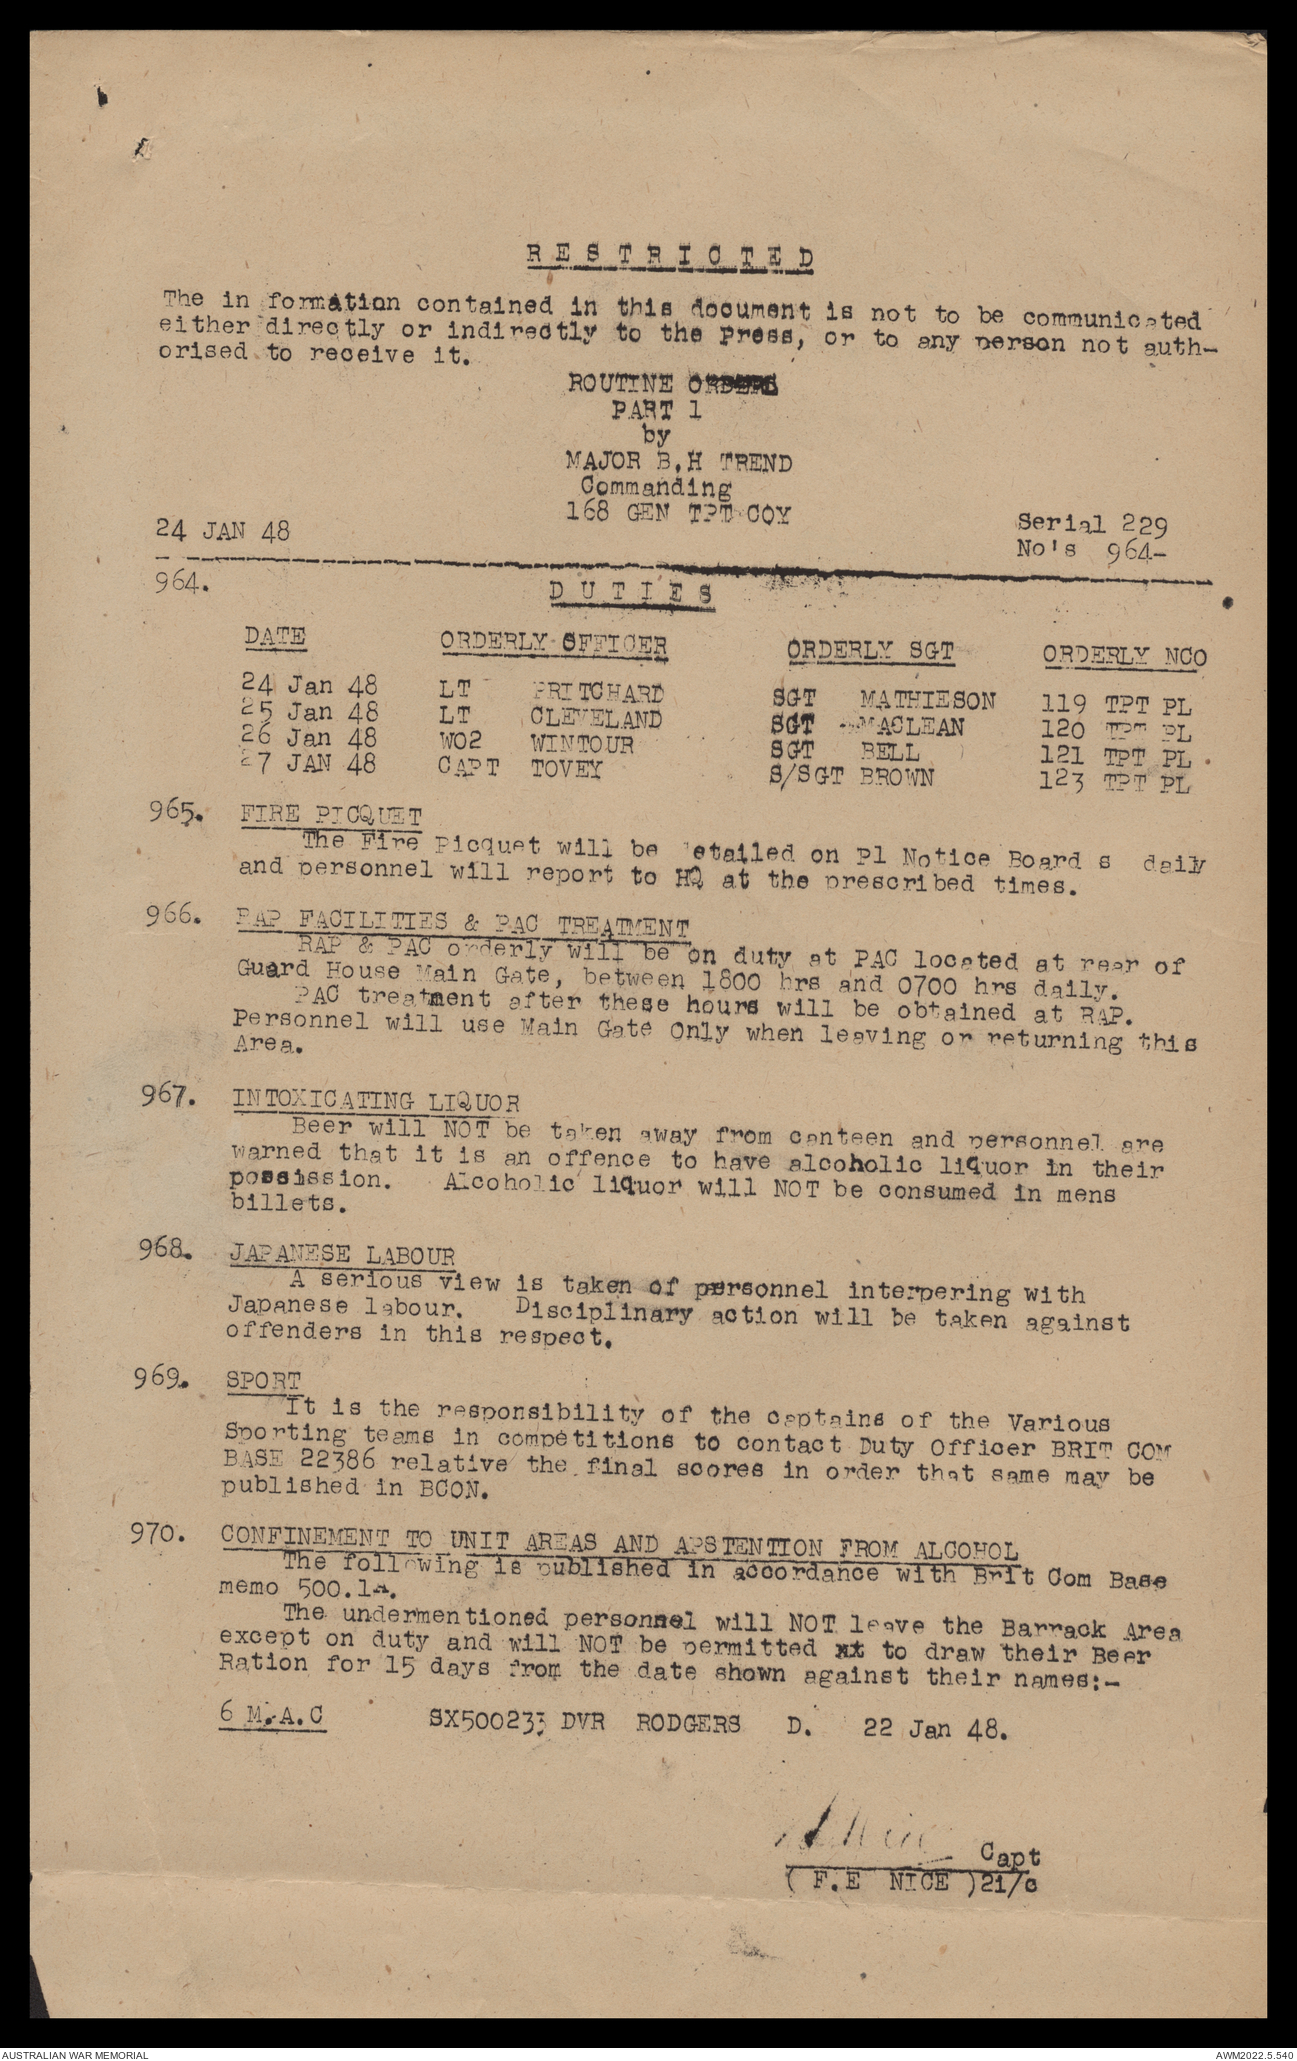 RESTRICTED
The in formation contained in this document is not to be communicated
either directly or indirectly to the Press, or to any person not auth-
orised to receive it.
ROUTINE ORDERS
PART 1
by
MAJOR B.H TREND
Commanding
168 GEN TPT COY
24 JAN 48
Serial 229
No's 964-
964. DUTIES
DATE ORDERLY OFFICER ORDERLY SGT ORDERLY NCO
24 Jan 48 LT PRITCHARD SGT MATHIESON 119 TPT PL
25 Jan 48 LT CLEVELAND SGT MACLEAN 120 TPT PL
26 Jan 48 WO2 WINTOUR SGT BELL 121 TPT PL
27 JAN 48 CAPT TOVEY S/SGT BROWN 123 TPT PL
965. FIRE PICQUET
The Fire Picquet will be detailed on Pl Notice Board s daily
and personnel will report to HQ at the prescribed times.
966. RAP FACILITIES & PAC TREATMENT
RAP & PAC orderly will be on duty at PAC located at rear of
Guard House Main Gate, between 1800 hrs and 0700 hrs daily.
PAC treatment after these hours will be obtained at RAP.
Personnel will use Main Gate Only when leaving or returning this
Area.
967. INTOXICATING LIQUOR
Beer will NOT be taken away from canteen and personnel are
warned that it is an offence to have alcoholic liquor in their
possission. Alcoholic liquor will NOT be consumed in mens
billets.
968. JAPANESE LABOUR
A serious view is taken of personnel interpering with
Japanese labour. Disciplinary action will be taken against
offenders in this respect.
969. SPORT
It is the responsibility of the captains of the Various
Sporting teams in competitions to contact Duty Officer BRIT COM
BASE 22386 relative the final scores in order that same may be
published in BCON.
970. CONFINEMENT TO UNIT AREAS AND APSTENTION FROM ALCOHOL
The following is published in accordance with Brit Com Base
memo 500.1A.
The undermentioned personnel will NOT leave the Barrack Area
except on duty and will NOT be permitted xt to draw their Beer
Ration for 15 days from the date shown against their names:-
6 M.A.C SX500233 DVR RODGERS D. 22 Jan 48.
Capt
( F.E NICE )2i/c
AUSTRALIAN WAR MEMORIAL
AWM2022.5.540